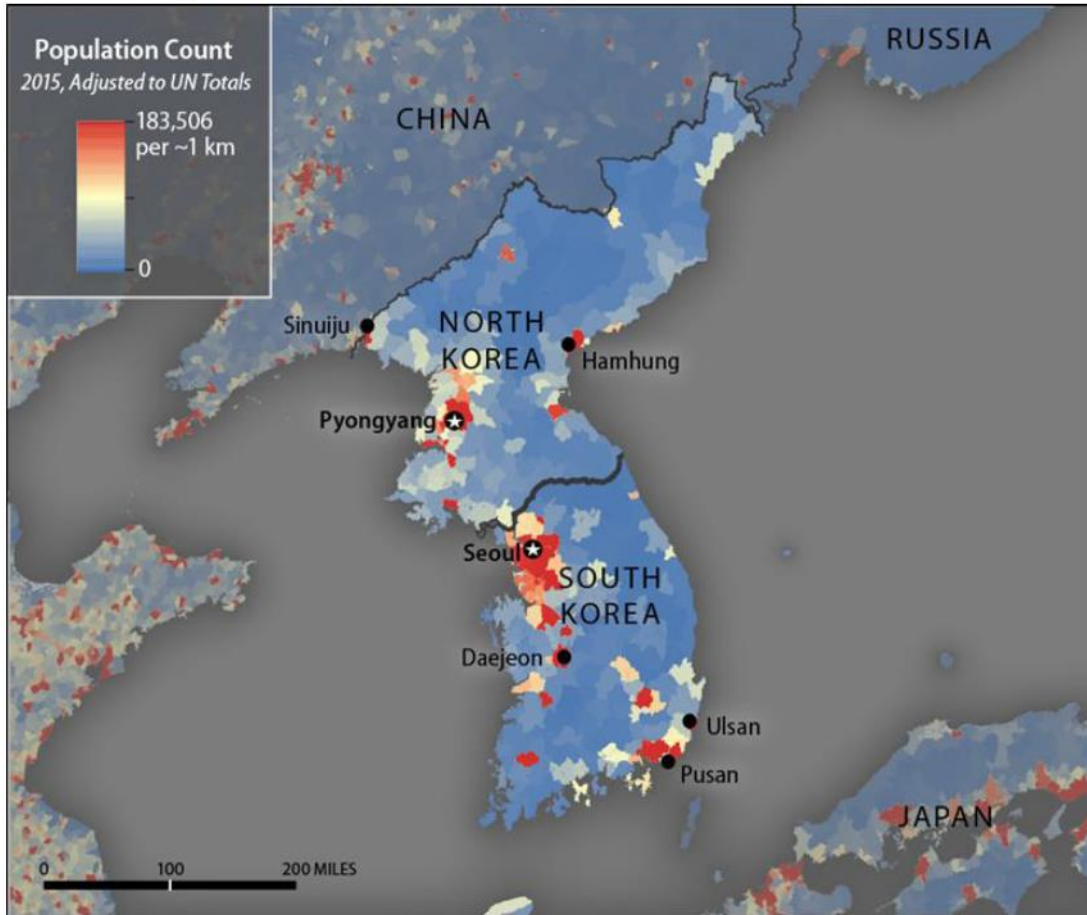 Population Count
2015, Adjusted to UN Totals
183,506
per ~1 km
0
RUSSIA
CHINA
Sinuiju
NORTH
KOREA
Hamhung
Pyongyang
Seoul
SOUTH
KOREA
Daejeon
Ulsan
Pusan
JAPAN
0 100 200 MILES